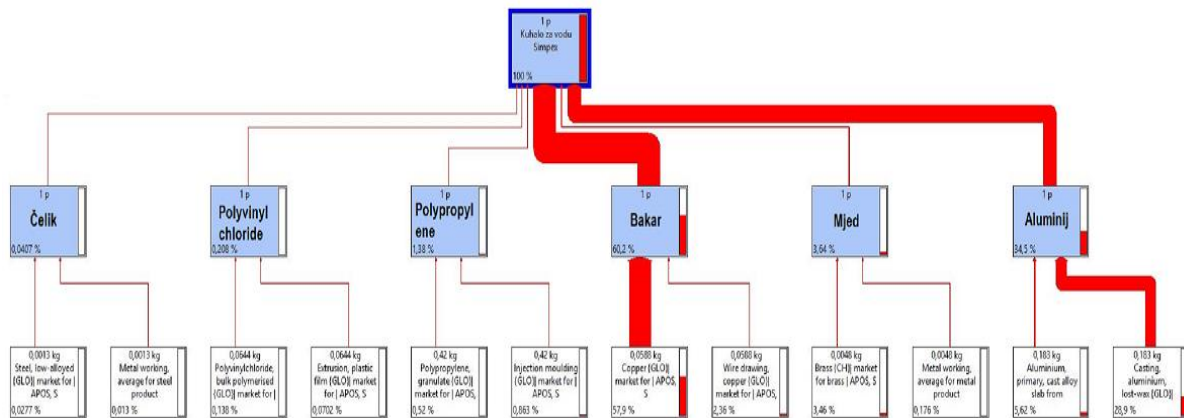 1 p
Kuhalo za vodu
Simpex
100 %
1 p
Čelik
0,0407 %
1 p
Polyvinyl
chloride
0,208 %
1 p
Polypropyl
ene
1,38 %
1 p
Bakar
60,2 %
1 p
Mjed
3,64 %
1 p
Aluminij
34,5 %
0,0013 kg
Steel, low-alloyed
{GLO}| market for |
APOS, S
0,0277 %
0,0013 kg
Metal working,
average for steel
product
0,013 %
0,0644 kg
Polyvinylchloride,
bulk polymerised
{GLO}| market for |
0,138 %
0,0644 kg
Extrusion, plastic
film {GLO}| market
for | APOS, S
0,0702 %
0,42 kg
Polypropylene,
granulate {GLO}|
market for | APOS,
0,52 %
0,42 kg
Injection moulding
{GLO}| market for |
APOS, S
0,863 %
0,0588 kg
Copper {GLO}|
market for | APOS,
S
57,9 %
0,0588 kg
Wire drawing,
copper {GLO}|
market for | APOS,
2,36 %
0,0048 kg
Brass {CH}| market
for brass | APOS, S
3,46 %
0,0048 kg
Metal working,
average for metal
product
0,176 %
0,183 kg
Aluminium,
primary, cast alloy
slab from
5,62 %
0,183 kg
Casting,
aluminium,
lost-wax {GLO}|
28,9 %